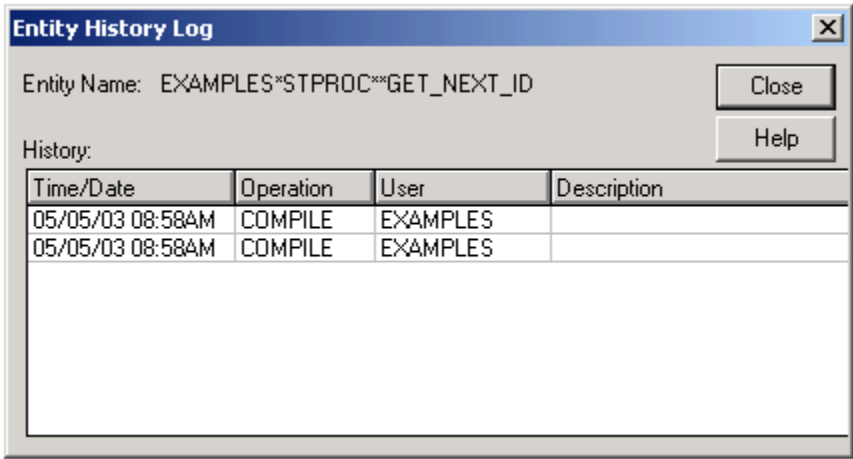 Entity History Log
Entity Name: EXAMPLES*STPROC**GET_NEXT_ID
Close
Help
History:
Time/Date Operation User Description
05/05/03 08:58AM COMPILE EXAMPLES
05/05/03 08:58AM COMPILE EXAMPLES